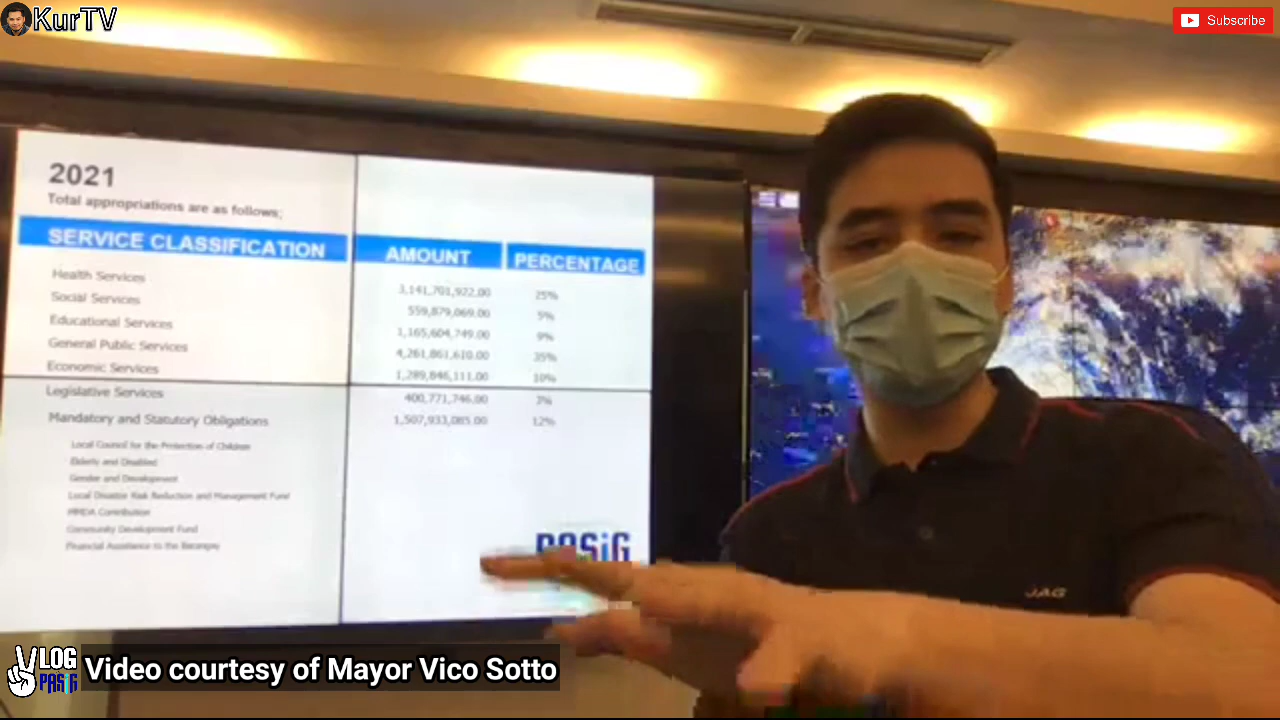 KurTV
Subscribe
2021
Total appropriations are as follows;
SERVICE CLASSIFICATION AMOUNT PERCENTAGE
Health Services 3,141,701,922.00 25%
Social Services 559,879,069.00 5%
Educational Services 1,165,604,749.00 9%
General Public Services 4,261,861,610.00 35%
Economic Services 1,289,846,111.00 10%
Legislative Services 400,771,746.00 3%
Mandatory and Statutory Obligations 1,507,933,085.00 12%
Local Council for the Protection of Children
Elderly and Disabled
Gender and Development
Local Disaster Risk Reduction and Management Fund
MMDA Contribution
Community Development Fund
Financial Assistance to the Barangay
PASiG
JAG
VLOG
PASiG
Video courtesy of Mayor Vico Sotto